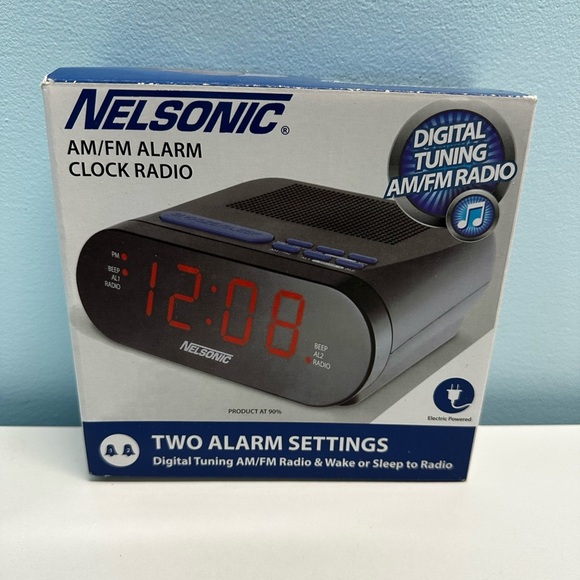 NELSONIC®
AM/FM ALARM
CLOCK RADIO
DIGITAL
TUNING
AM/FM RADIO
PM
BEEP
AL1
RADIO
12:08
BEEP
AL2
RADIO
NELSONIC
PRODUCT AT 90%
Electric Powered
TWO ALARM SETTINGS
Digital Tuning AM/FM Radio & Wake or Sleep to Radio